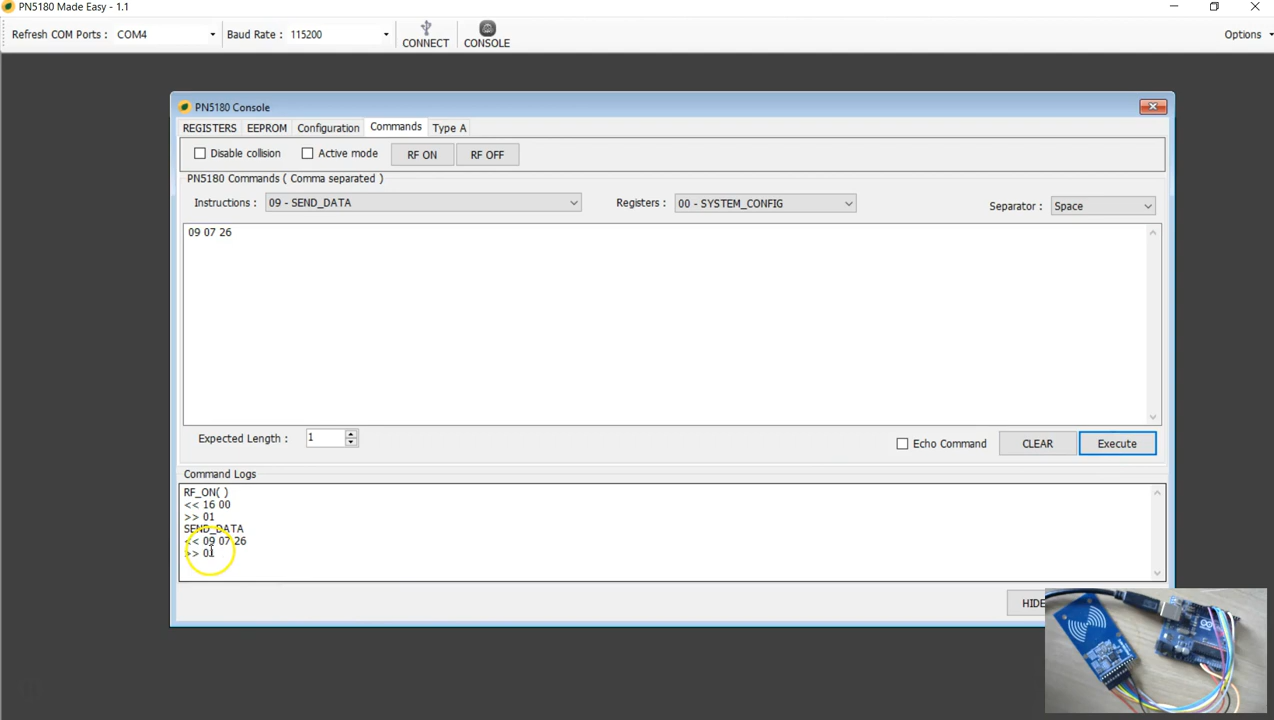 PN5180 Made Easy - 1.1
Refresh COM Ports : COM4 Baud Rate : 115200 CONNECT CONSOLE Options
PN5180 Console
REGISTERS EEPROM Configuration Commands Type A
Disable collision Active mode RF ON RF OFF
PN5180 Commands ( Comma separated )
Instructions : 09 - SEND_DATA Registers : 00 - SYSTEM_CONFIG Separator : Space
09 07 26
Expected Length : 1 Echo Command CLEAR Execute
Command Logs
RF_ON( )
<< 16 00
>> 01
SEND_DATA
<< 09 07 26
>> 01
HIDE